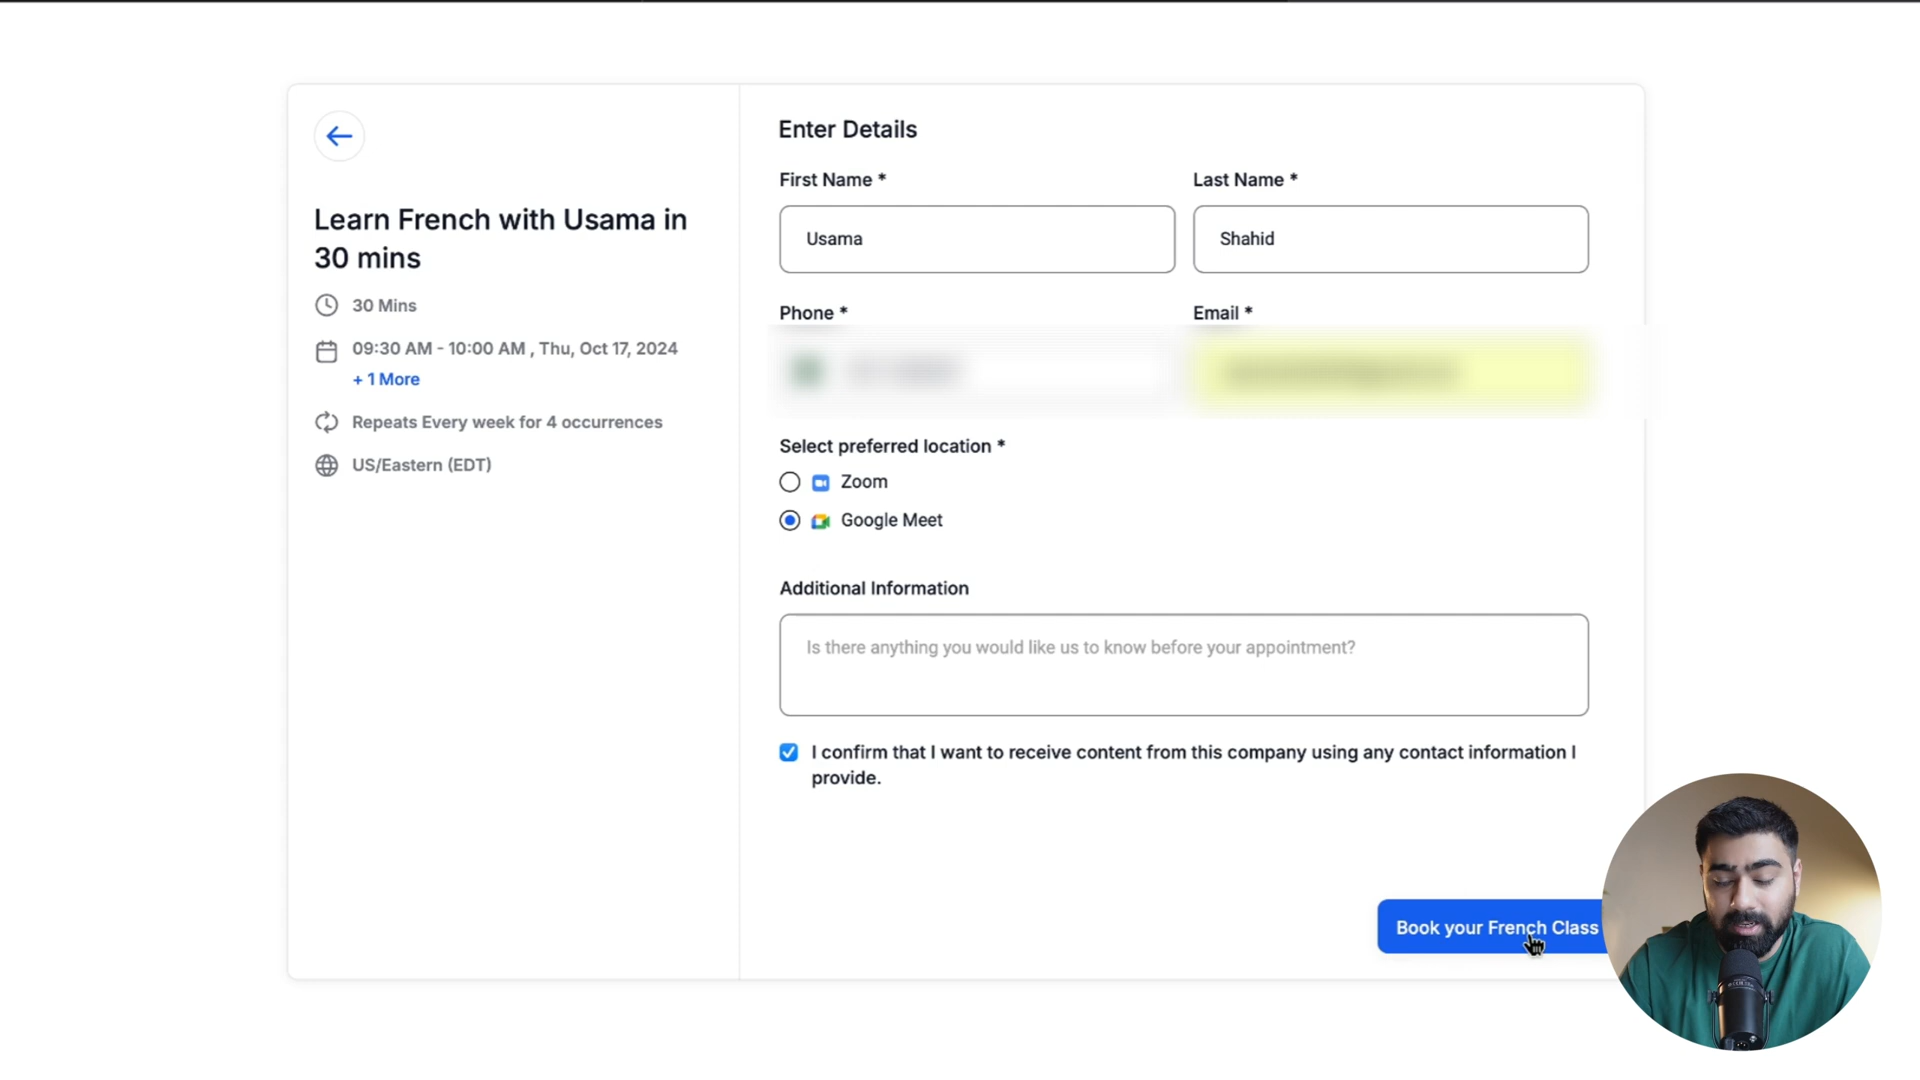 Learn French with Usama in
30 mins
30 Mins
09:30 AM - 10:00 AM , Thu, Oct 17, 2024
+ 1 More
Repeats Every week for 4 occurrences
US/Eastern (EDT)
Enter Details
First Name *
Last Name *
Usama
Shahid
Phone *
Email *
Select preferred location *
Zoom
Google Meet
Additional Information
Is there anything you would like us to know before your appointment?
I confirm that I want to receive content from this company using any contact information I
provide.
Book your French Class